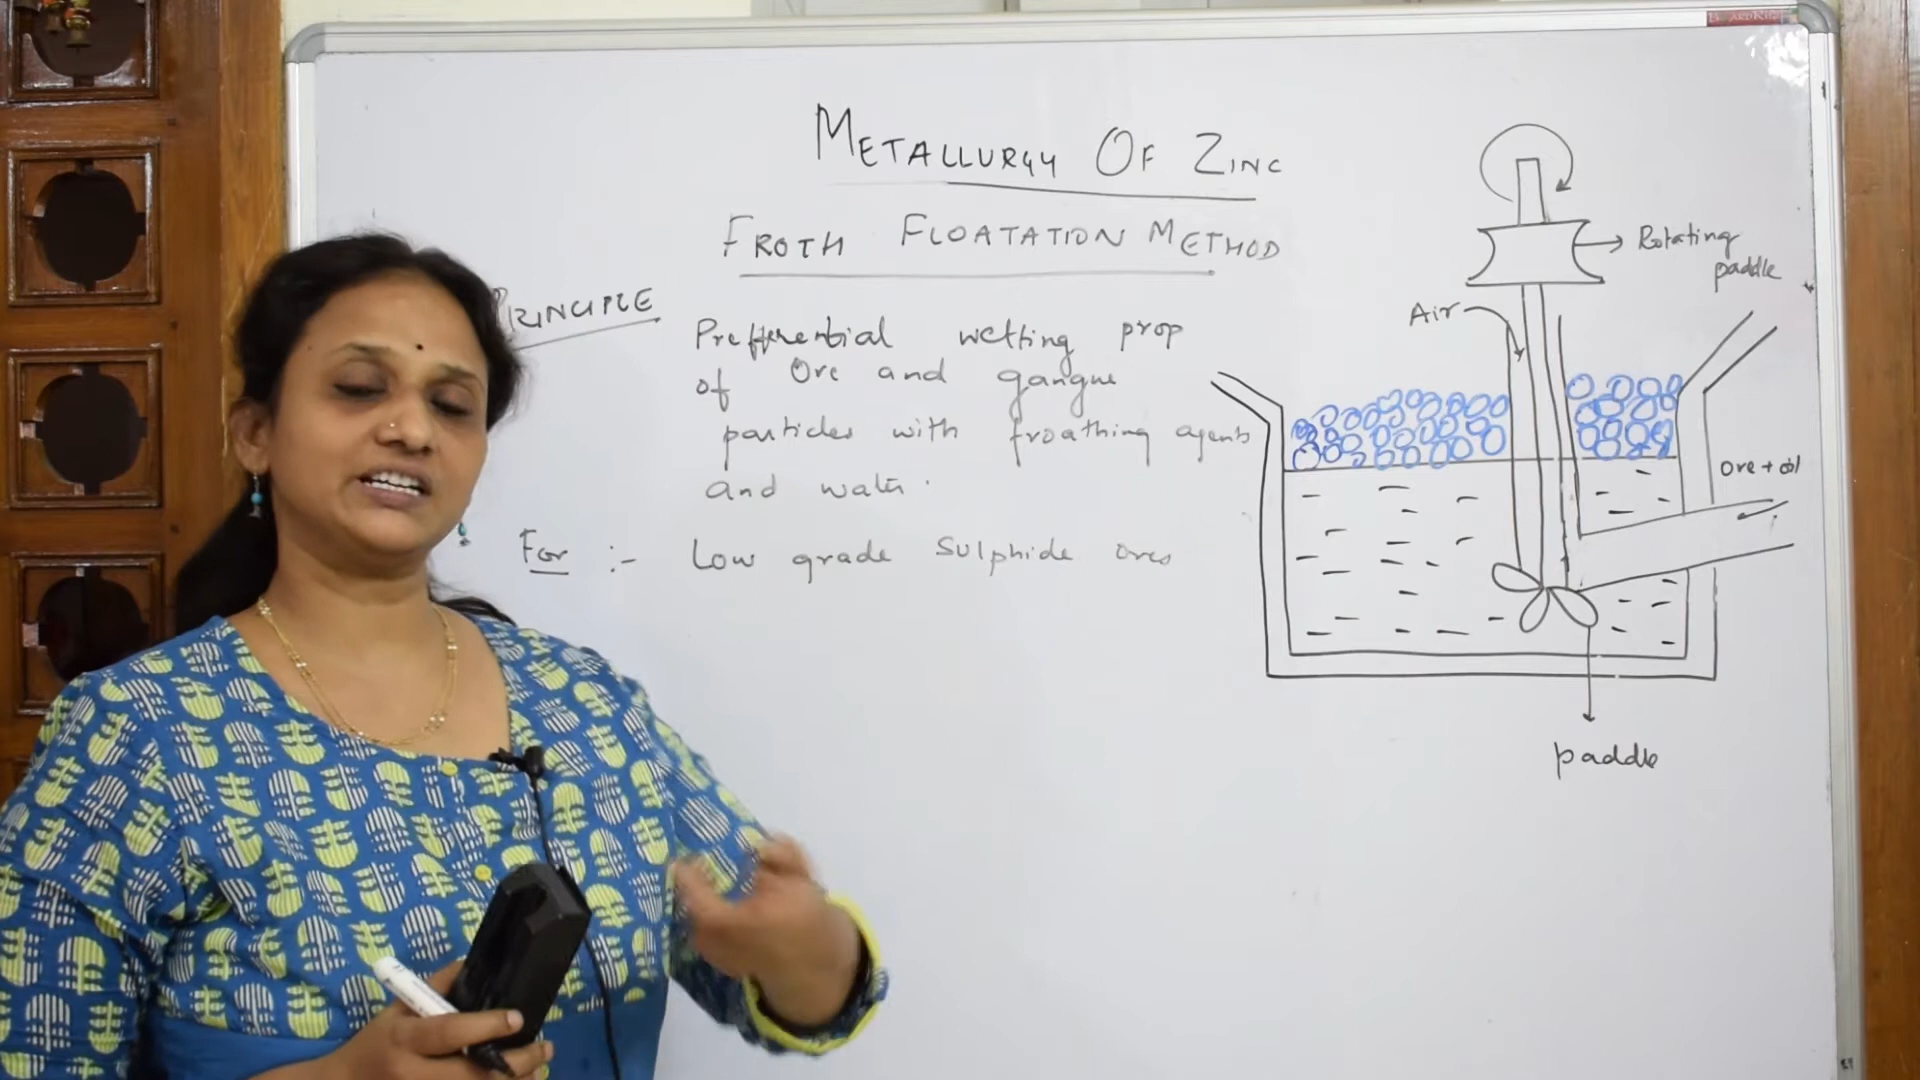 METALLURGY OF ZINC
FROTH FLOATATION METHOD
PRINCIPLE
Prefferential wetting prop
of Ore and gangue
particles with froathing agents
and water.
For :- Low grade Sulphide ores
Rotating
paddle
Air
Ore + oil
paddle